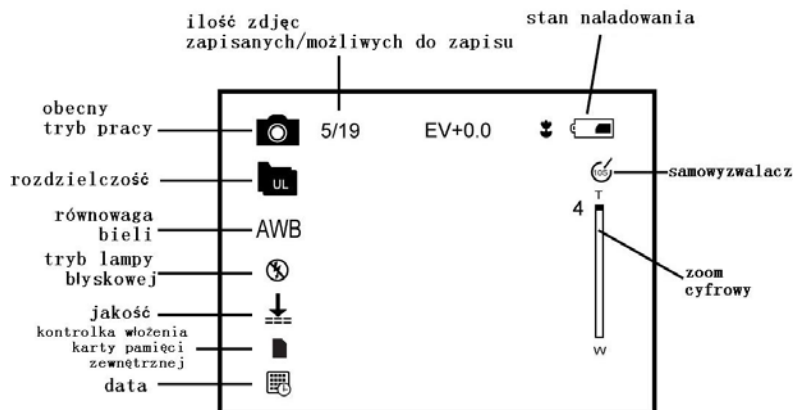 ilość zdjęc
zapisanych/możliwych do zapisu
stan naładowania
obecny
tryb pracy
5/19
EV+0.0
rozdzielczość
UL
10S
samowyzwalacz
T
4
równowaga
bieli
AWB
tryb lampy
błyskowej
zoom
cyfrowy
jakość
kontrolka włożenia
karty pamięci
zewnętrznej
W
data